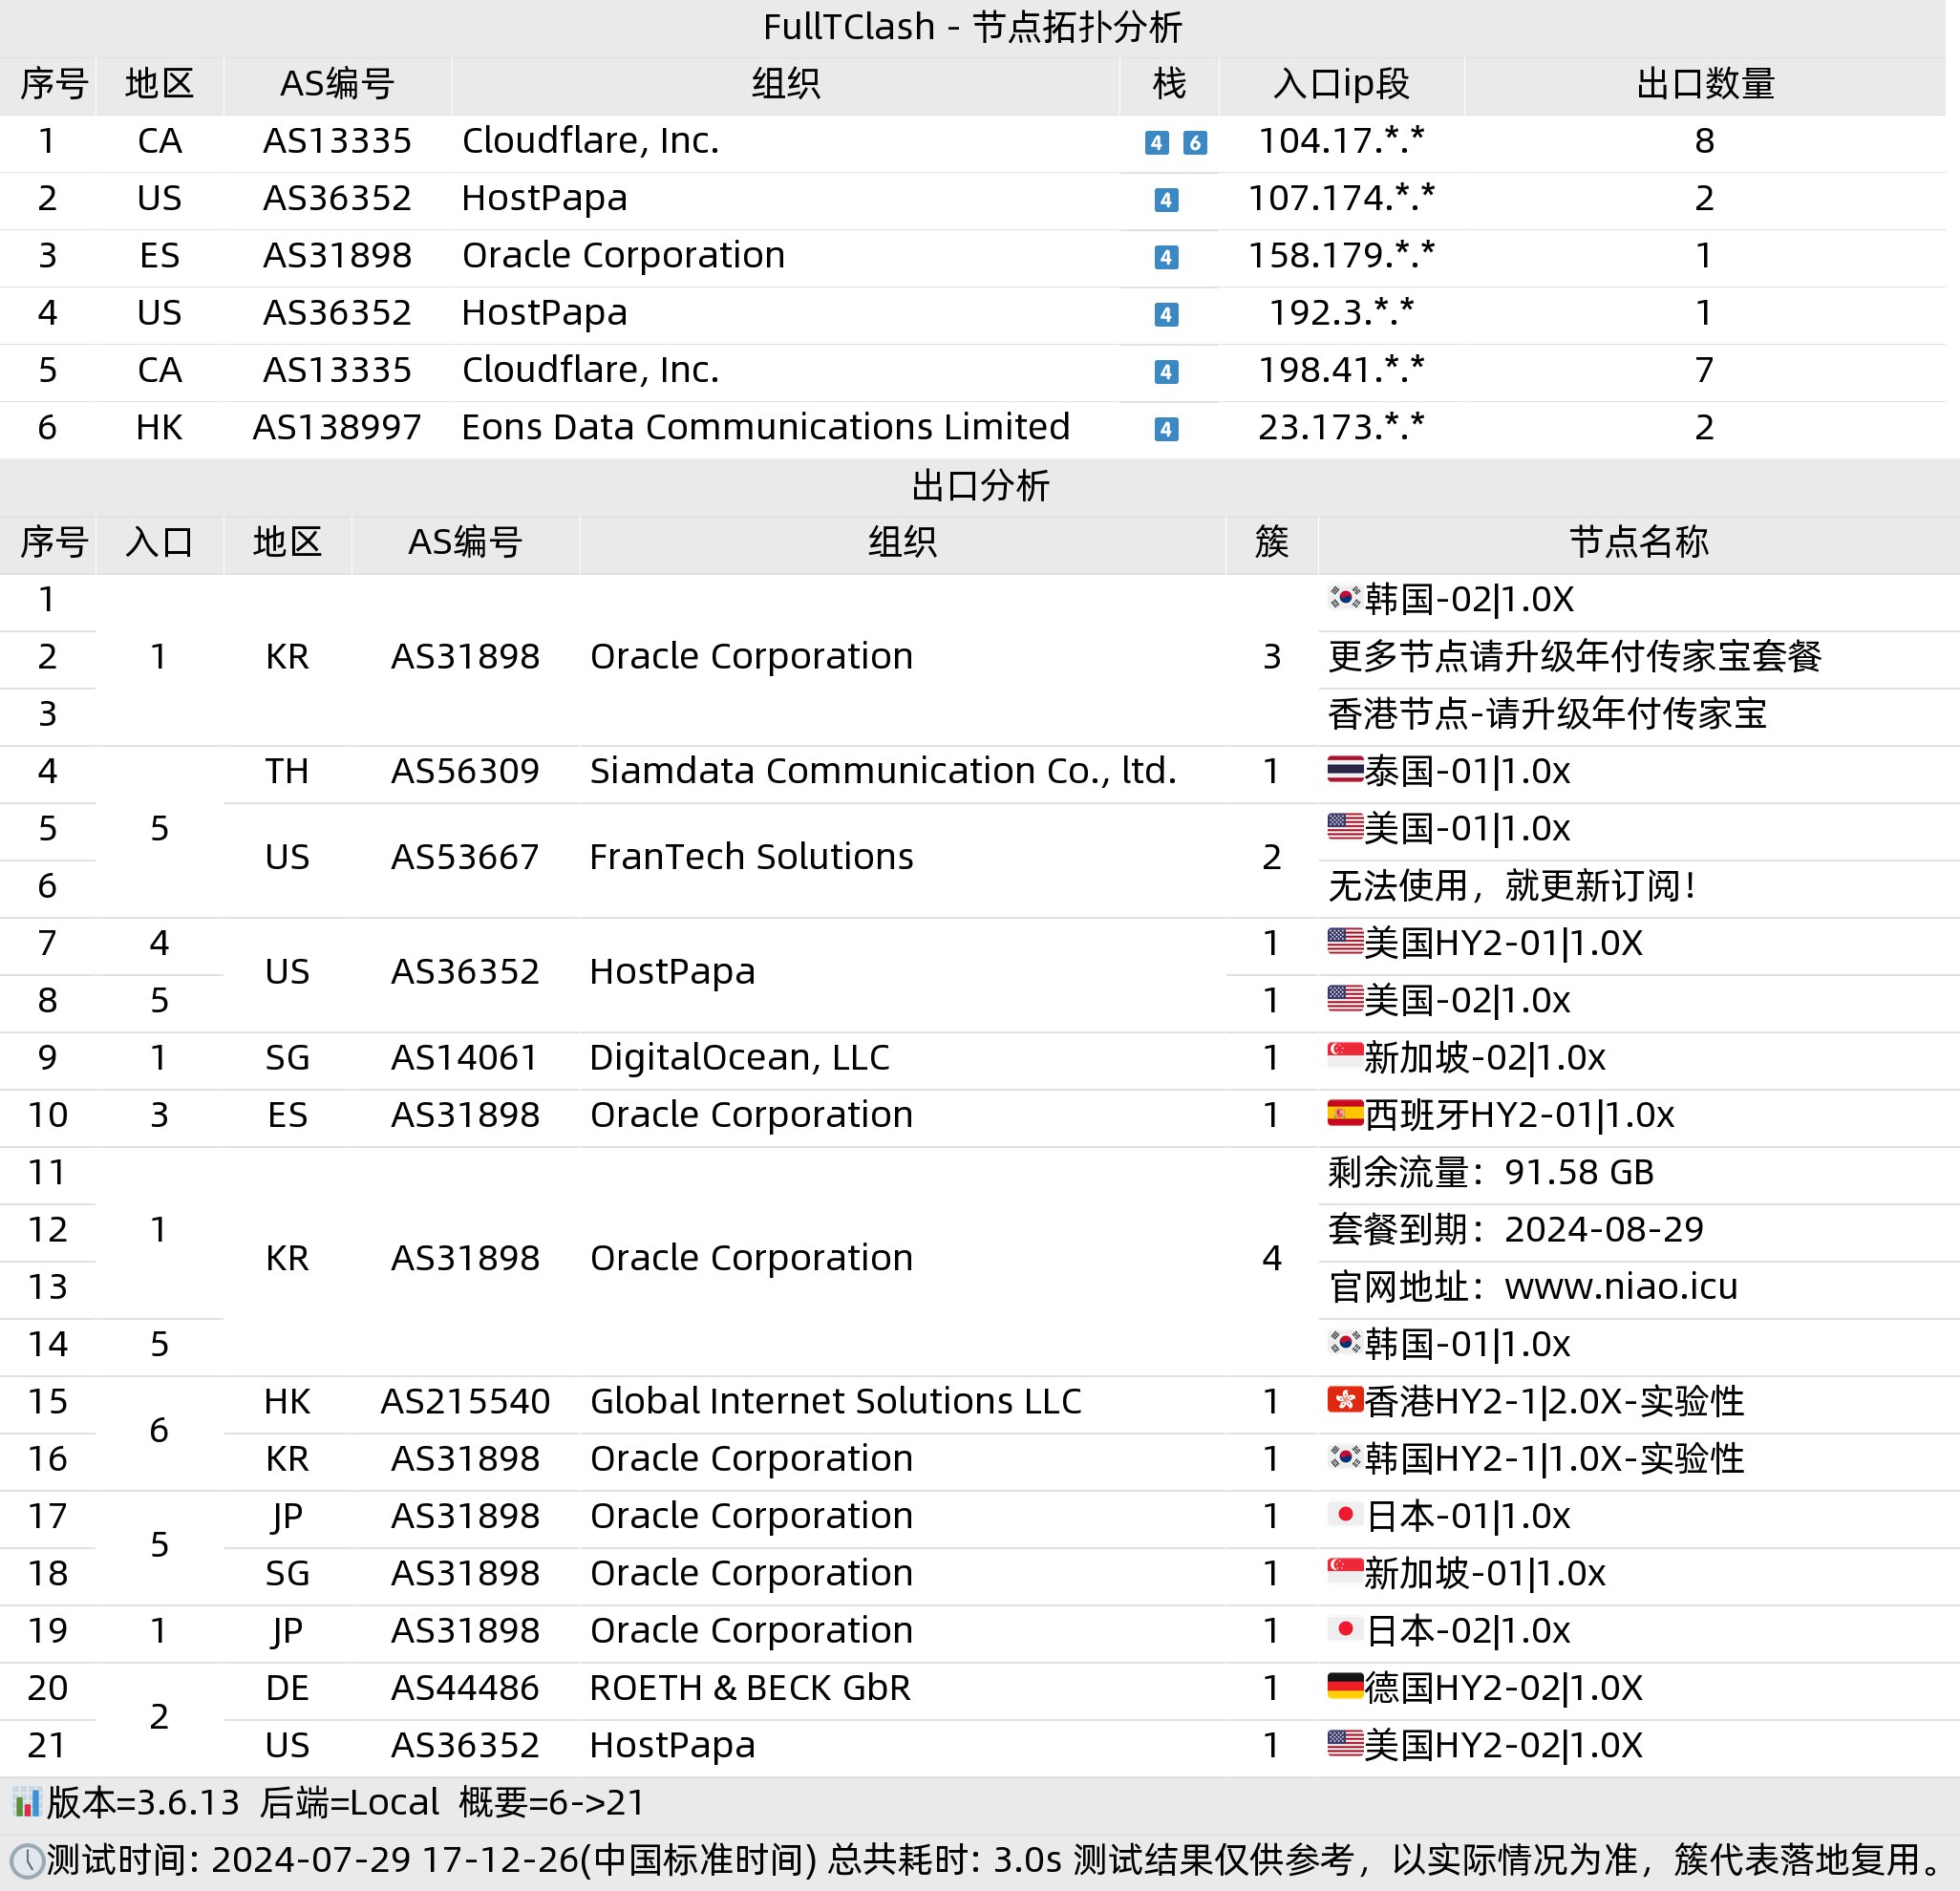 FullTClash - 节点拓扑分析
序号 地区 AS编号 组织 栈 入口ip段 出口数量
1 CA AS13335 Cloudflare, Inc. 4 6 104.17.*.* 8
2 US AS36352 HostPapa 4 107.174.*.* 2
3 ES AS31898 Oracle Corporation 4 158.179.*.* 1
4 US AS36352 HostPapa 4 192.3.*.* 1
5 CA AS13335 Cloudflare, Inc. 4 198.41.*.* 7
6 HK AS138997 Eons Data Communications Limited 4 23.173.*.* 2
出口分析
序号 入口 地区 AS编号 组织 簇 节点名称
1 韩国-02|1.0X
2 1 KR AS31898 Oracle Corporation 3 更多节点请升级年付传家宝套餐
3 香港节点-请升级年付传家宝
4 TH AS56309 Siamdata Communication Co., ltd. 1 泰国-01|1.0x
5 5 US AS53667 FranTech Solutions 2 美国-01|1.0x
6 无法使用，就更新订阅！
7 4 US AS36352 HostPapa 1 美国HY2-01|1.0X
8 5 1 美国-02|1.0x
9 1 SG AS14061 DigitalOcean, LLC 1 新加坡-02|1.0x
10 3 ES AS31898 Oracle Corporation 1 西班牙HY2-01|1.0x
11 剩余流量：91.58 GB
12 1 KR AS31898 Oracle Corporation 4 套餐到期：2024-08-29
13 官网地址：www.niao.icu
14 5 韩国-01|1.0x
15 6 HK AS215540 Global Internet Solutions LLC 1 香港HY2-1|2.0X-实验性
16 KR AS31898 Oracle Corporation 1 韩国HY2-1|1.0X-实验性
17 5 JP AS31898 Oracle Corporation 1 日本-01|1.0x
18 SG AS31898 Oracle Corporation 1 新加坡-01|1.0x
19 1 JP AS31898 Oracle Corporation 1 日本-02|1.0x
20 2 DE AS44486 ROETH & BECK GbR 1 德国HY2-02|1.0X
21 US AS36352 HostPapa 1 美国HY2-02|1.0X
版本=3.6.13 后端=Local 概要=6->21
测试时间: 2024-07-29 17-12-26(中国标准时间) 总共耗时: 3.0s 测试结果仅供参考，以实际情况为准，簇代表落地复用。